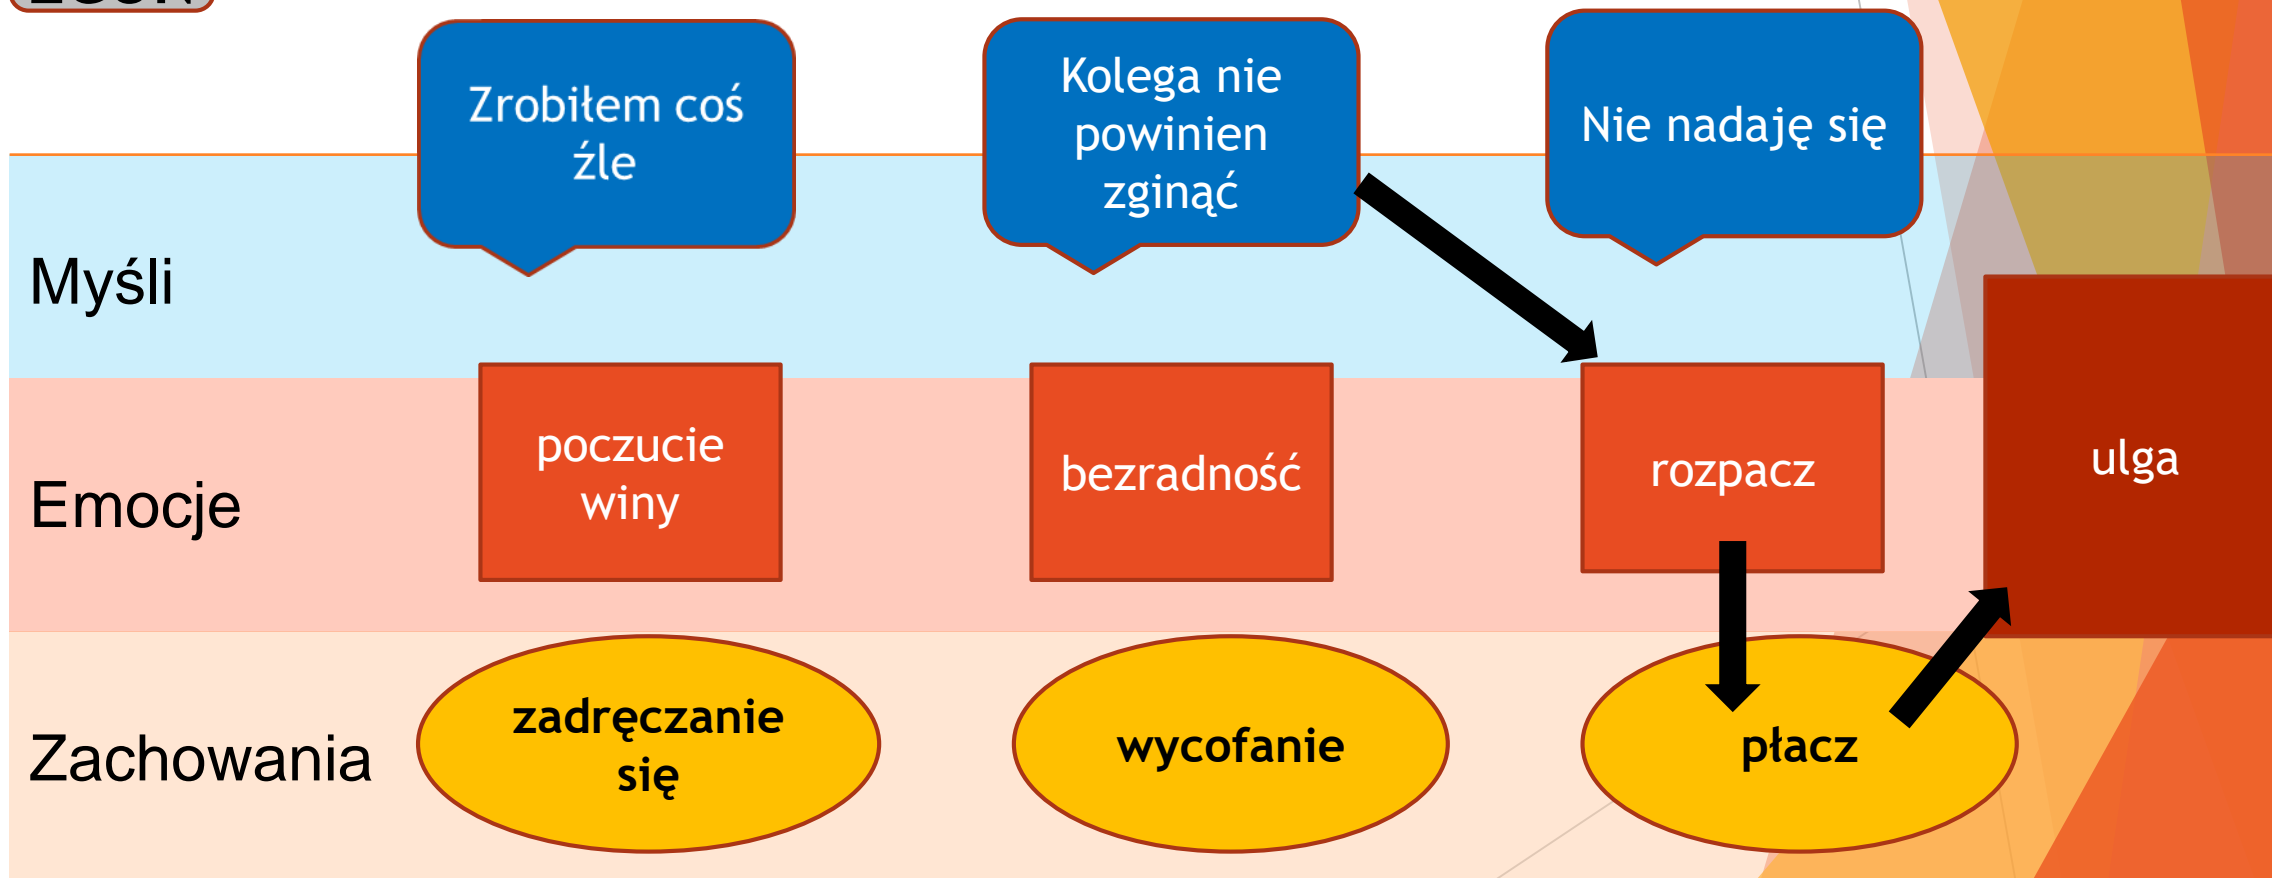 Zrobiłem coś
źle
Kolega nie
powinien
zginąć
Nie nadaję się
Myśli
poczucie
winy
bezradność
rozpacz
ulga
Emocje
zadręczanie
się
wycofanie
płacz
Zachowania